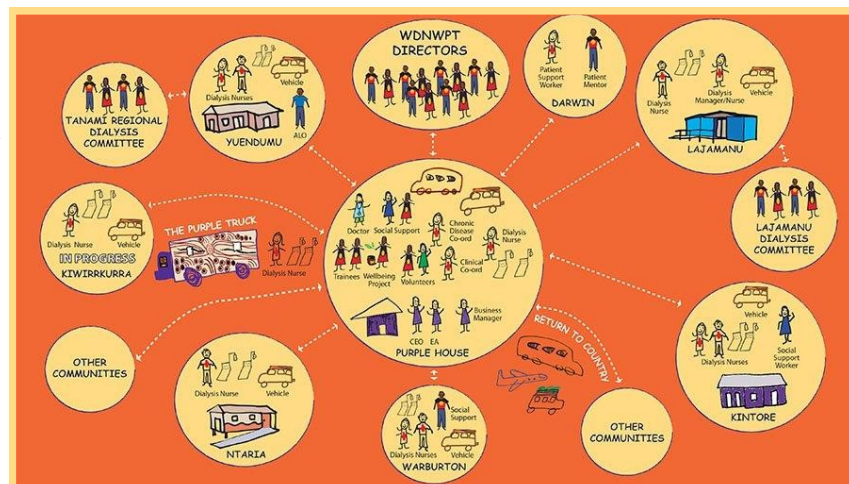 WDNWPT
DIRECTORS
Patient
Support
Worker
Patient
Mentor
DARWIN
Dialysis
Nurse
Dialysis
Manager/Nurse
Vehicle
LAJAMANU
Dialysis Nurses
Vehicle
ALO
YUENDUMU
TANAMI REGIONAL
DIALYSIS
COMMITTEE
LAJAMANU
DIALYSIS
COMMITTEE
Dialysis Nurse
Vehicle
IN PROGRESS
KIWIRRKURRA
THE PURPLE TRUCK
Dialysis Nurse
Doctor
Social Support
Chronic
Disease
Co-ord
Dialysis
Nurse
Trainees
Wellbeing
Project
Volunteers
Clinical
Co-ord
Business
Manager
CEO
EA
PURPLE HOUSE
RETURN TO COUNTRY
Vehicle
Dialysis Nurses
Social
Support
Worker
KINTORE
OTHER
COMMUNITIES
Dialysis Nurses
Vehicle
NTARIA
Social
Support
Dialysis Nurses
Vehicle
WARBURTON
OTHER
COMMUNITIES